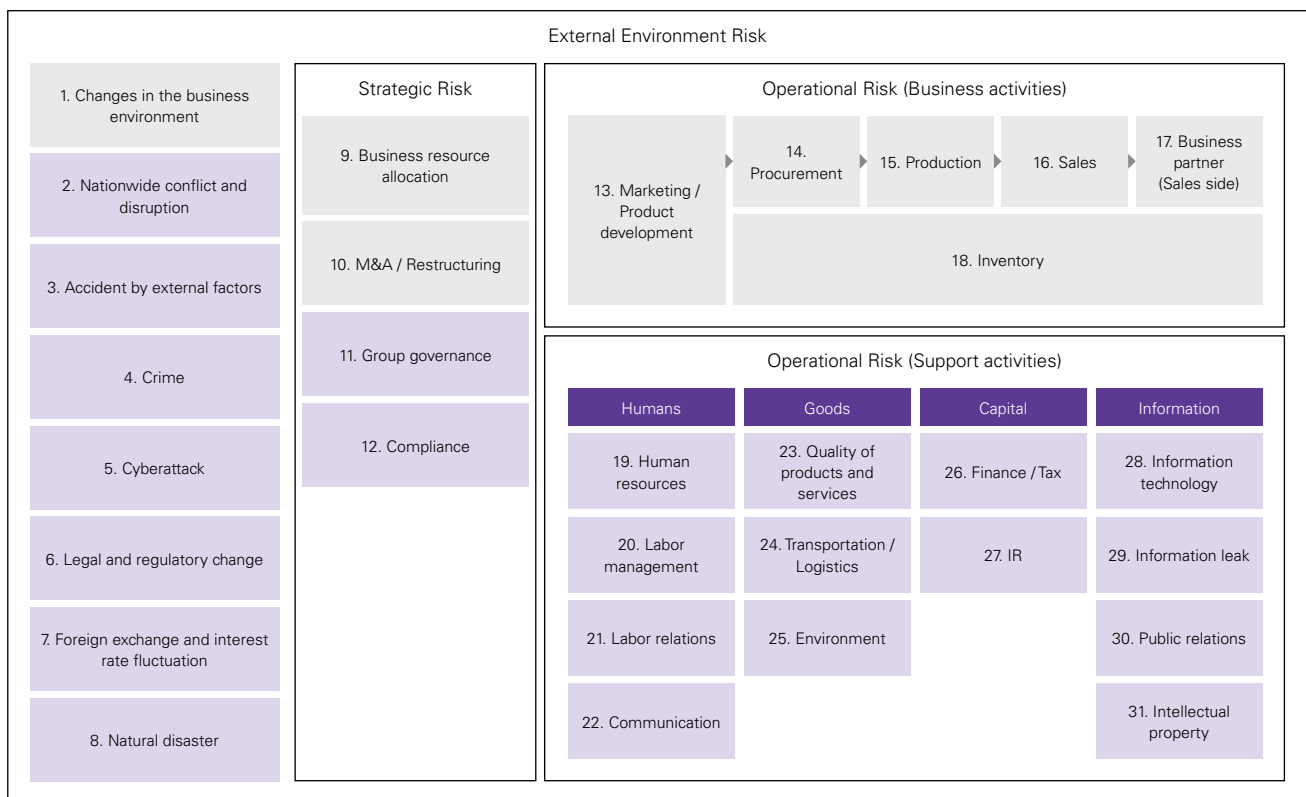 External Environment Risk
1. Changes in the business
environment
2. Nationwide conflict and
disruption
3. Accident by external factors
4. Crime
5. Cyberattack
6. Legal and regulatory change
7. Foreign exchange and interest
rate fluctuation
8. Natural disaster
Strategic Risk
9. Business resource
allocation
10. M&A / Restructuring
11. Group governance
12. Compliance
Operational Risk (Business activities)
13. Marketing /
Product
development
14.
Procurement
15. Production
16. Sales
17. Business
partner
(Sales side)
18. Inventory
Operational Risk (Support activities)
Humans
19. Human
resources
20. Labor
management
21. Labor relations
22. Communication
Goods
23. Quality of
products and
services
24. Transportation /
Logistics
25. Environment
Capital
26. Finance / Tax
27. IR
Information
28. Information
technology
29. Information leak
30. Public relations
31. Intellectual
property